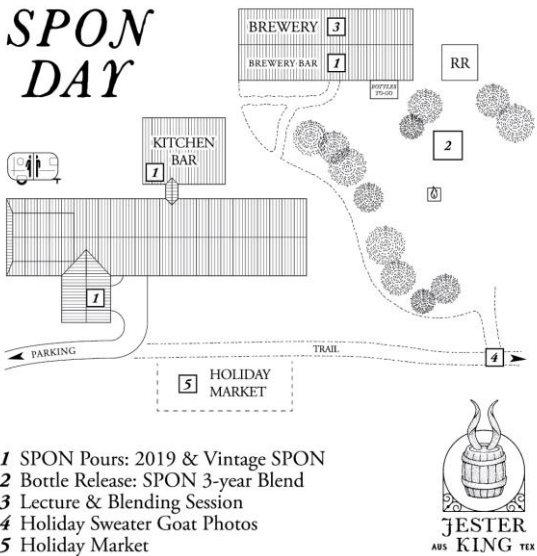 SPON
DAY
BREWERY 3
BREWERY BAR 1
BOTTLES
TO-GO
RR
2
KITCHEN
BAR
1
1
PARKING
TRAIL
4
5 HOLIDAY
MARKET
1 SPON Pours: 2019 & Vintage SPON
2 Bottle Release: SPON 3-year Blend
3 Lecture & Blending Session
4 Holiday Sweater Goat Photos
5 Holiday Market
JESTER
AUS KING TEX